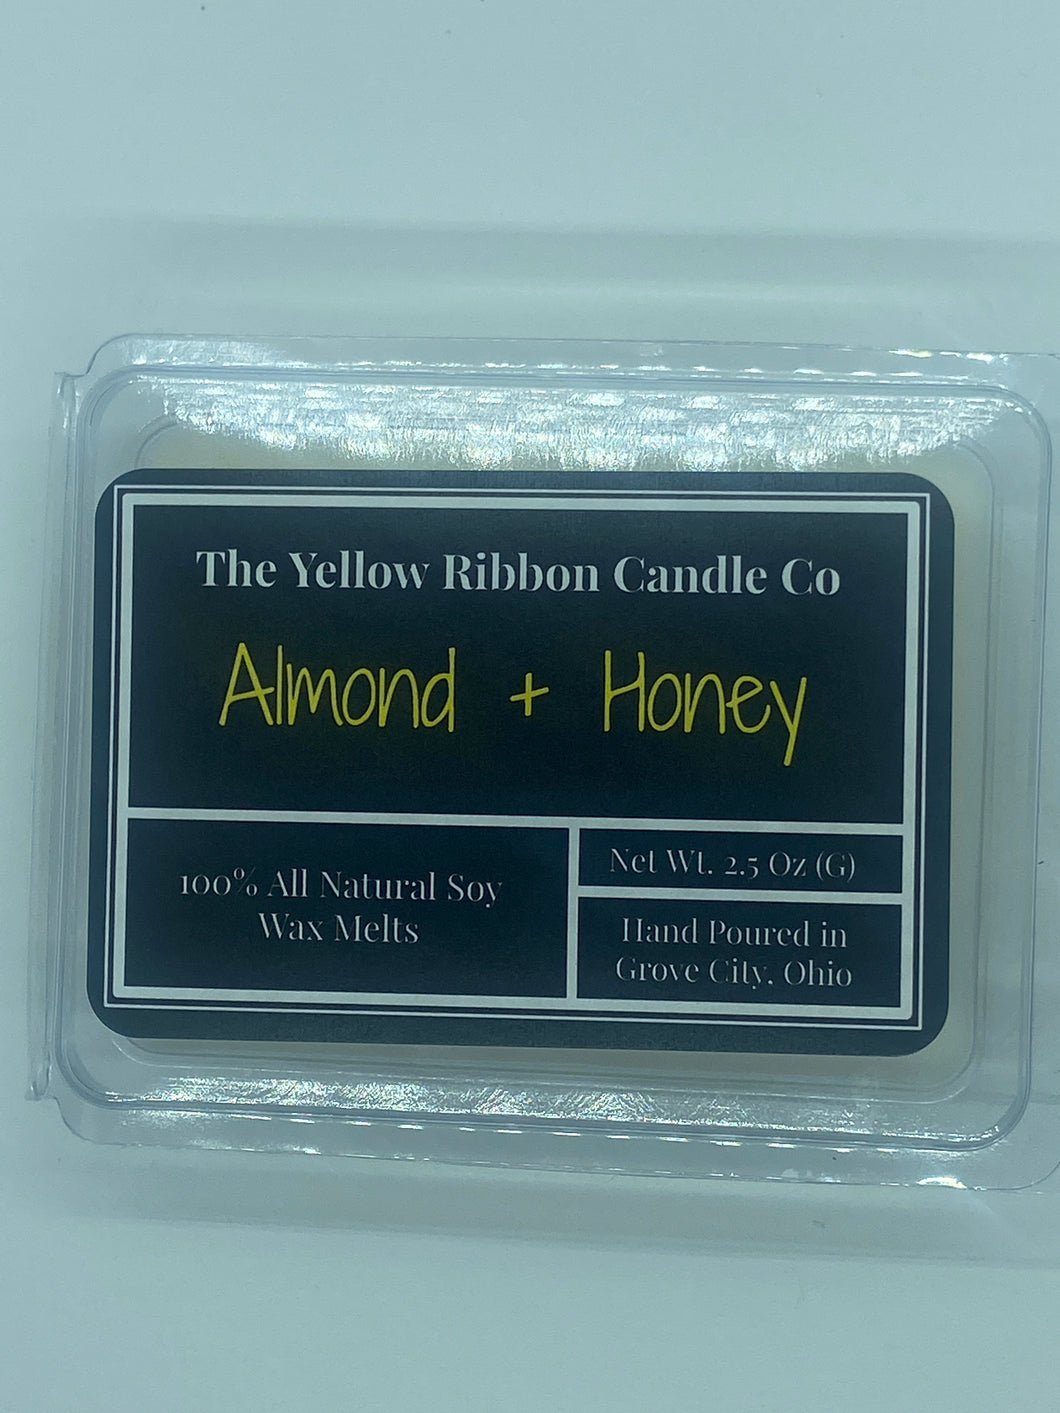 The Yellow Ribbon Candle Co
Almond + Honey
100% All Natural Soy
Wax Melts
Net Wt. 2.5 Oz (G)
Hand Poured in
Grove City, Ohio